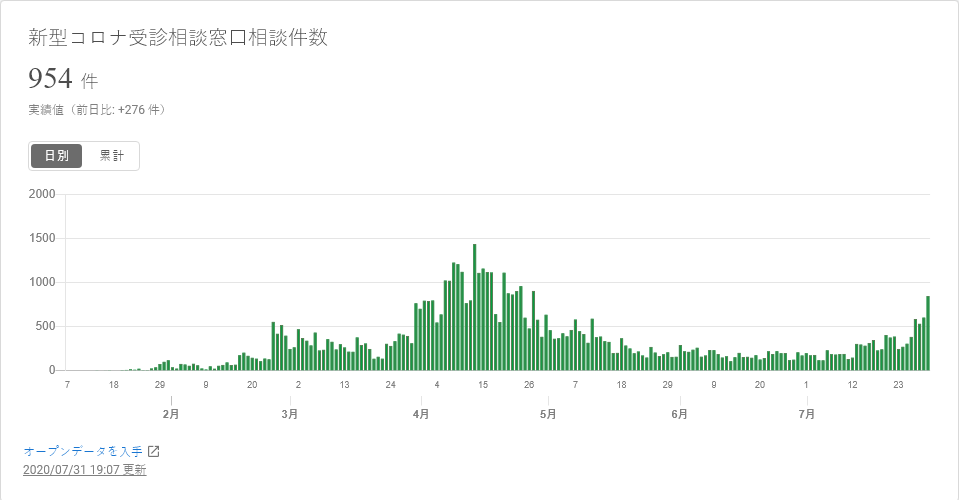 新型コロナ受診相談窓口相談件数
954 件
実績値（前日比: +276 件）
日別 累計
2000
1500
1000
500
0
7 18 29 9 20 2 13 24 4 15 26 7 18 29 9 20 1 12 23
2月 3月 4月 5月 6月 7月
オープンデータを入手
2020/07/31 19:07 更新